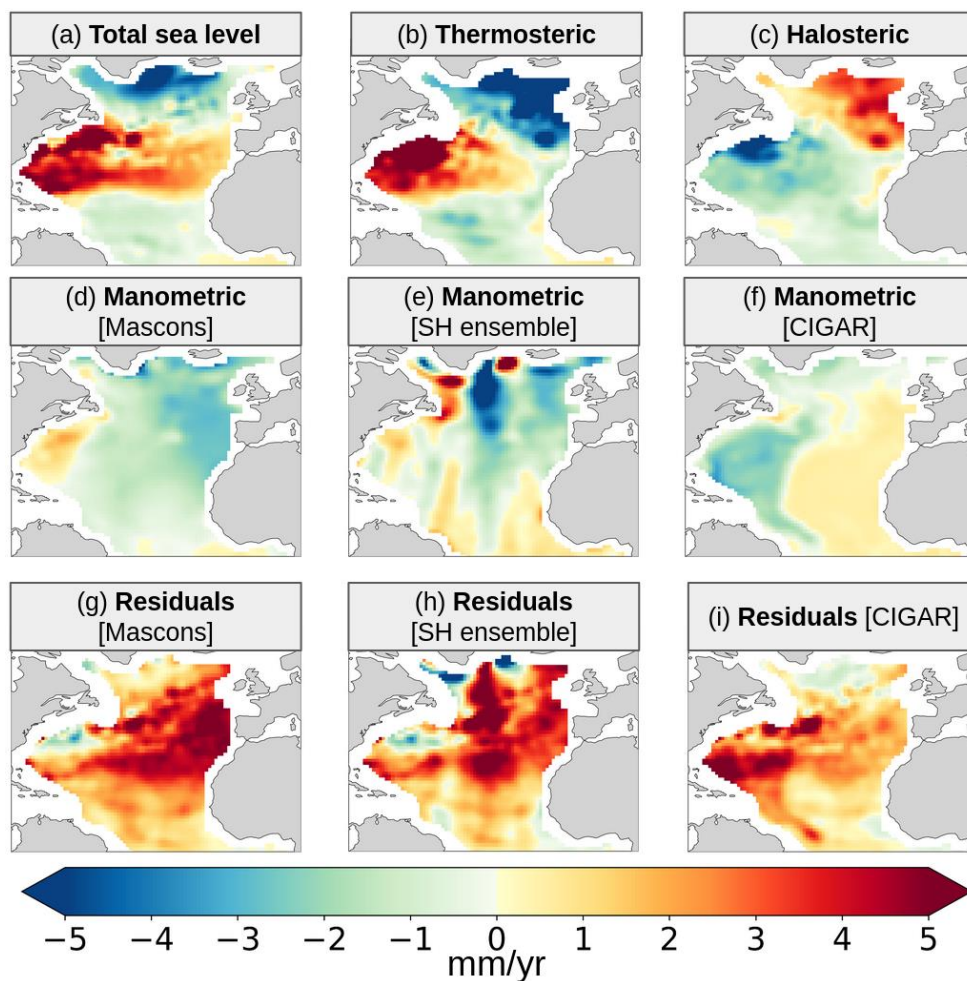 (a) Total sea level
(b) Thermosteric
(c) Halosteric
(d) Manometric
[Mascons]
(e) Manometric
[SH ensemble]
(f) Manometric
[CIGAR]
(g) Residuals
[Mascons]
(h) Residuals
[SH ensemble]
(i) Residuals [CIGAR]
−5 −4 −3 −2 −1 0 1 2 3 4 5
mm/yr